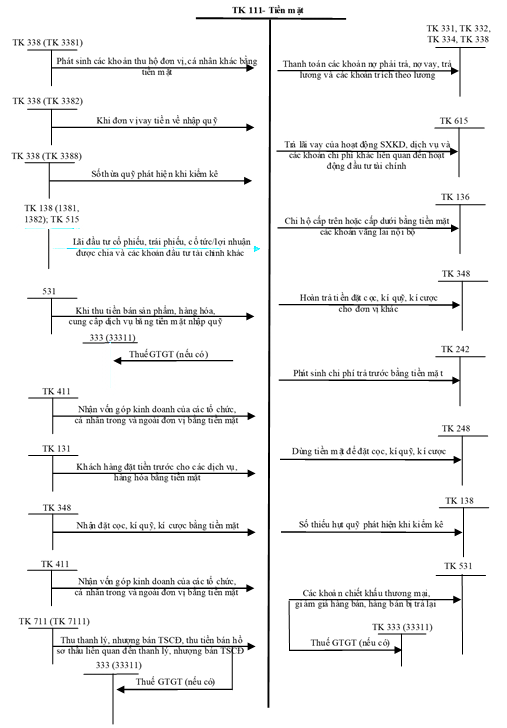 TK 111- Tiền mặt
TK 338 (TK 3381)
Phát sinh các khoản thu hộ đơn vị, cá nhân khác bằng
tiền mặt
TK 338 (TK 3382)
Khi đơn vị vay tiền về nhập quỹ
TK 338 (TK 3388)
Số thừa quỹ phát hiện khi kiểm kê
TK 138 (1381,
1382); TK 515
Lãi đầu tư cổ phiếu, trái phiếu, cổ tức/lợi nhuận
được chia và các khoản đầu tư tài chính khác
531
Khi thu tiền bán sản phẩm, hàng hóa,
cung cấp dịch vụ bằng tiền mặt nhập quỹ
333 (33311)
Thuế GTGT (nếu có)
TK 411
Nhận vốn góp kinh doanh của các tổ chức,
cá nhân trong và ngoài đơn vị bằng tiền mặt
TK 131
Khách hàng đặt tiền trước cho các dịch vụ,
hàng hóa bằng tiền mặt
TK 348
Nhận đặt cọc, kí quỹ, kí cược bằng tiền mặt
TK 411
Nhận vốn góp kinh doanh của các tổ chức,
cá nhân trong và ngoài đơn vị bằng tiền mặt
TK 711 (TK 7111)
Thu thanh lý, nhượng bán TSCĐ, thu tiền bán hồ
sơ thầu liên quan đến thanh lý, nhượng bán TSCĐ
333 (33311)
Thuế GTGT (nếu có)
TK 331, TK 332,
TK 334, TK 338
Thanh toán các khoản nợ phải trả, nợ vay, trả
lương và các khoản trích theo lương
TK 615
Trả lãi vay của hoạt động SXKD, dịch vụ và
các khoản chi phí khác liên quan đến hoạt
động đầu tư tài chính
TK 136
Chi hộ cấp trên hoặc cấp dưới bằng tiền mặt
các khoản vãng lai nội bộ
TK 348
Hoàn trả tiền đặt cọc, kí quỹ, kí cược
cho đơn vị khác
TK 242
Phát sinh chi phí trả trước bằng tiền mặt
TK 248
Dùng tiền mặt để đặt cọc, kí quỹ, kí cược
TK 138
Số thiếu hụt quỹ phát hiện khi kiểm kê
TK 531
Các khoản chiết khấu thương mại,
giảm giá hàng bán, hàng bán bị trả lại
TK 333 (33311)
Thuế GTGT (nếu có)